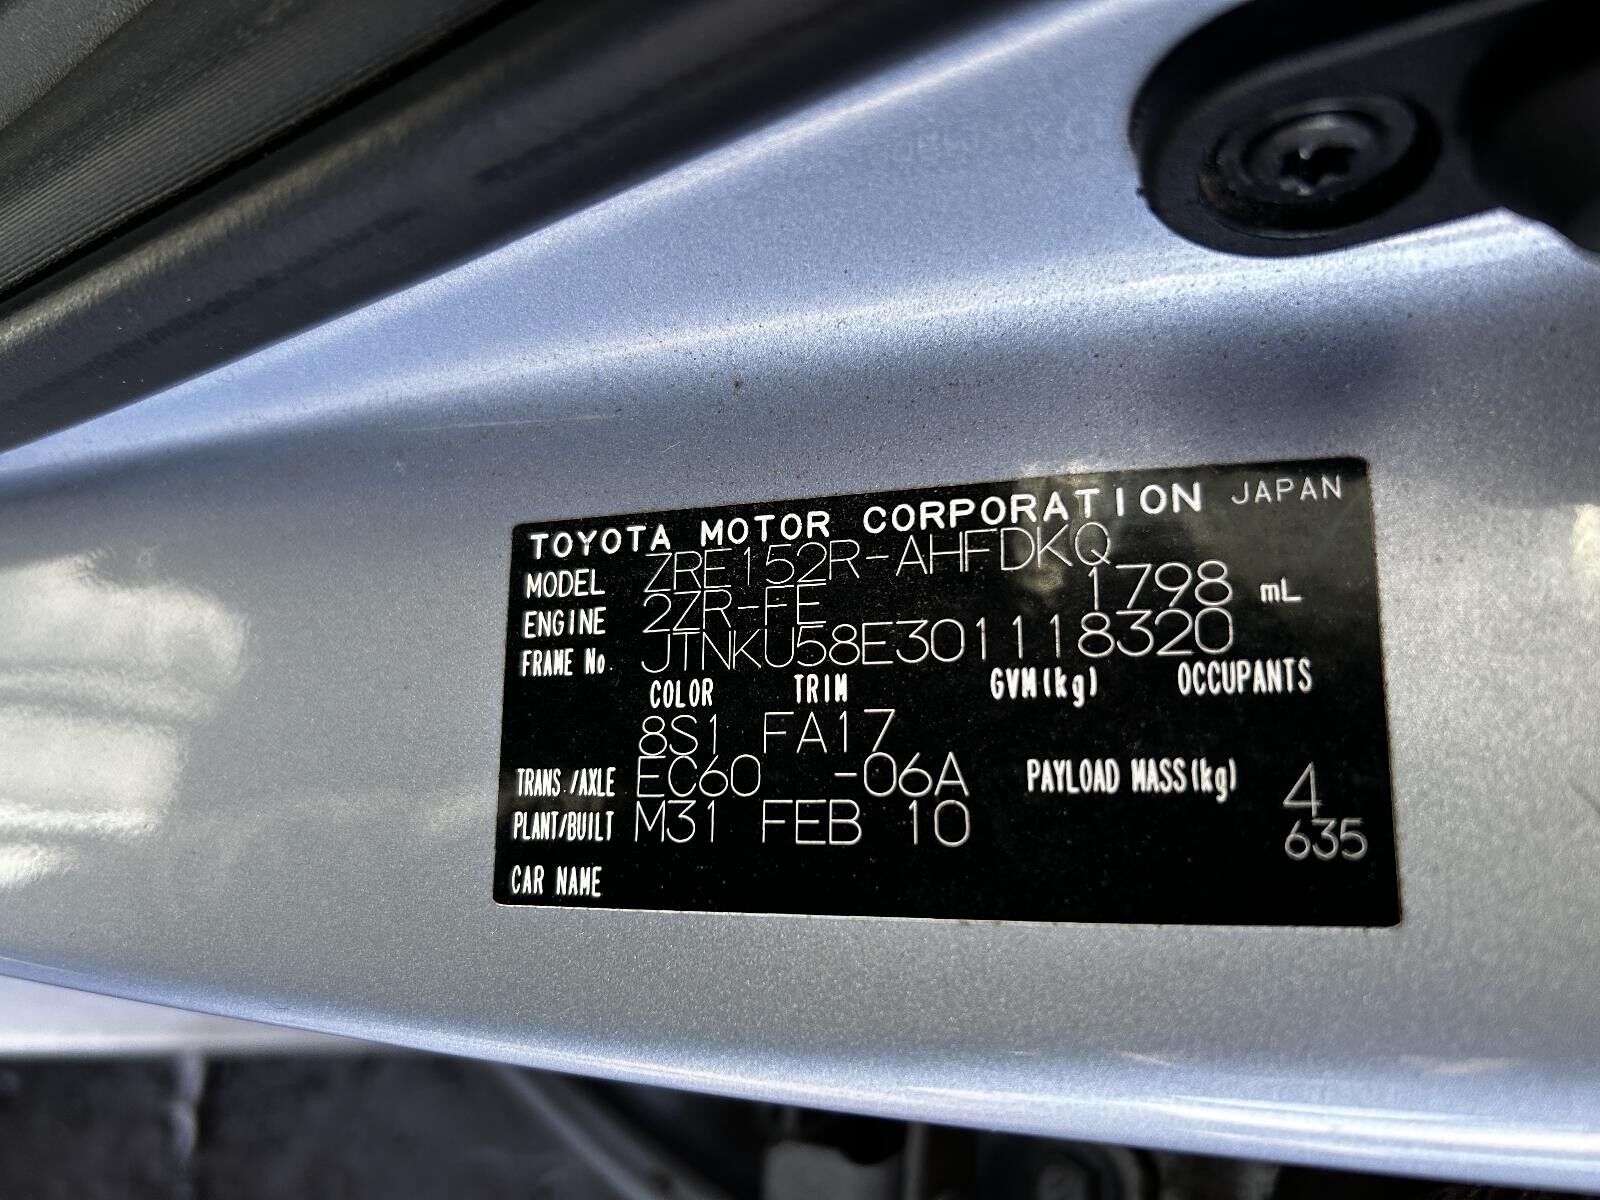 TOYOTA MOTOR CORPORATION JAPAN
MODEL ZRE152R-AHFDKQ
ENGINE 2ZR-FE 1798 mL
FRAME No. JTNKU58E301118320
COLOR TRIM GVM(kg) OCCUPANTS
8S1 FA17
TRANS./AXLE EC60 -06A PAYLOAD MASS(kg) 4
PLANT/BUILT M31 FEB 10 635
CAR NAME